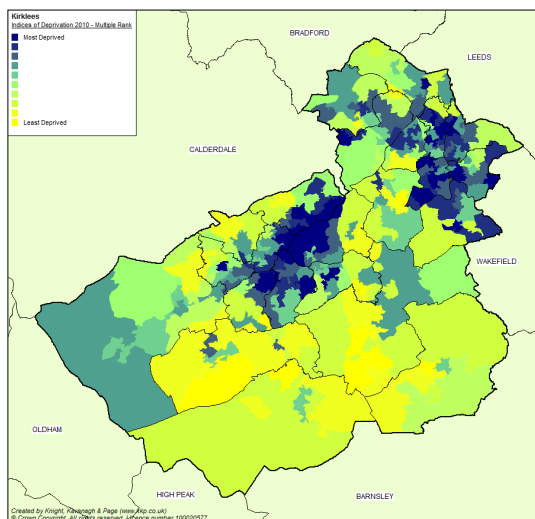 Kirklees
Indices of Deprivation 2010 - Multiple Rank
Most Deprived
Least Deprived
BRADFORD
LEEDS
CALDERDALE
WAKEFIELD
OLDHAM
HIGH PEAK
BARNSLEY
Created by Knight, Kavanagh & Page (www.kkp.co.uk)
© Crown Copyright. All rights reserved. Licence number 100020577